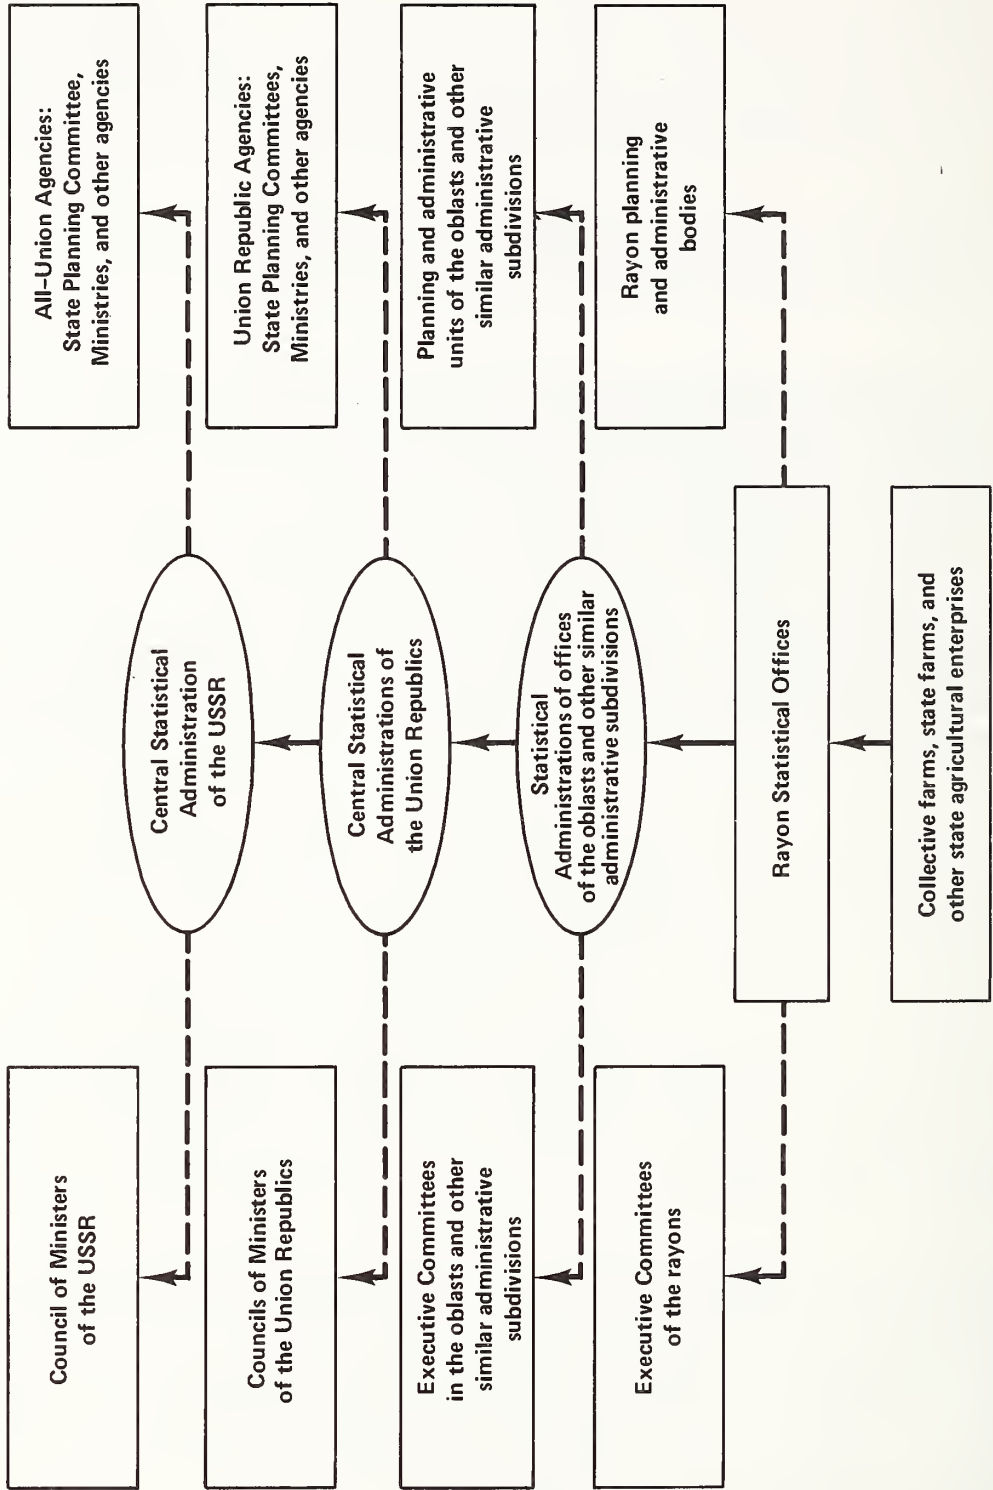 Council of Ministers
of the USSR
Central Statistical
Administration
of the USSR
All-Union Agencies:
State Planning Committee,
Ministries, and other agencies
Councils of Ministers
of the Union Republics
Central Statistical
Administrations of
the Union Republics
Union Republic Agencies:
State Planning Committees,
Ministries, and other agencies
Executive Committees
in the oblasts and other
similar administrative
subdivisions
Statistical
Administrations of offices
of the oblasts and other similar
administrative subdivisions
Planning and administrative
units of the oblasts and other
similar administrative
subdivisions
Executive Committees
of the rayons
Rayon planning
and administrative
bodies
Rayon Statistical Offices
Collective farms, state farms, and
other state agricultural enterprises